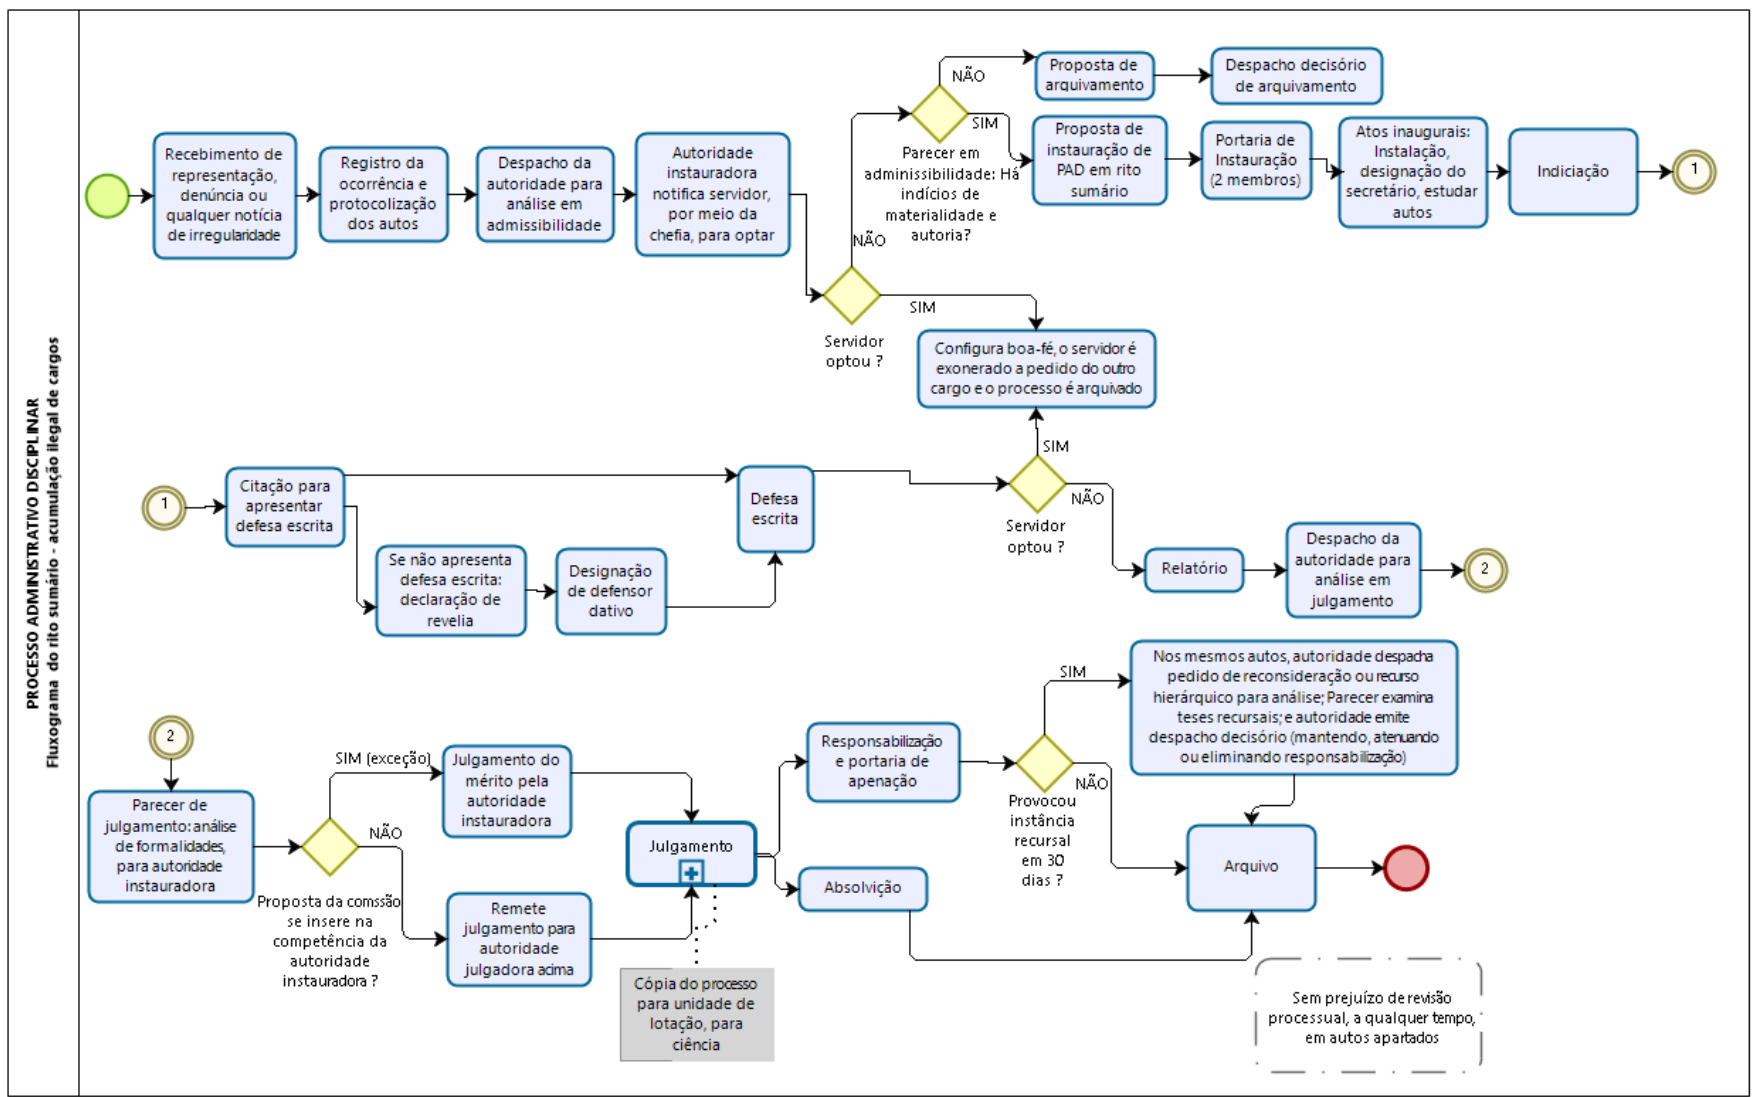 PROCESSO ADMINISTRATIVO DISCIPLINAR
Fluxograma do rito sumário - acumulação ilegal de cargos
Recebimento de
representação,
denúncia ou
qualquer notícia
de irregularidade
Registro da
ocorrência e
protocolização
dos autos
Despacho da
autoridade para
análise em
admissibilidade
Autoridade
instauradora
notifica servidor,
por meio da
chefia, para optar
Servidor
optou ?
NÃO
SIM
Parecer em
adminissibilidade: Há
indícios de
materialidade e
autoria?
NÃO
Proposta de
arquivamento
Despacho decisório
de arquivamento
SIM
Proposta de
instauração de
PAD em rito
sumário
Portaria de
Instauração
(2 membros)
Atos inaugurais:
Instalação,
designação do
secretário, estudar
autos
Indiciação
1
Configura boa-fé, o servidor é
exonerado a pedido do outro
cargo e o processo é arquivado
1
Citação para
apresentar
defesa escrita
Se não apresenta
defesa escrita:
declaração de
revelia
Designação
de defensor
dativo
Defesa
escrita
SIM
NÃO
Servidor
optou ?
Relatório
Despacho da
autoridade para
análise em
julgamento
2
2
Parecer de
julgamento: análise
de formalidades,
para autoridade
instauradora
SIM (exceção)
NÃO
Proposta da comssão
se insere na
competência da
autoridade
instauradora ?
Julgamento do
mérito pela
autoridade
instauradora
Remete
julgamento para
autoridade
julgadora acima
Julgamento
Cópia do processo
para unidade de
lotação, para
ciência
Responsabilização
e portaria de
apenação
Absolvição
SIM
NÃO
Provocou
instância
recursal
em 30
dias ?
Nos mesmos autos, autoridade despacha
pedido de reconsideração ou recurso
hierárquico para análise; Parecer examina
teses recursais; e autoridade emite
despacho decisório (mantendo, atenuando
ou eliminando responsabilização)
Arquivo
Sem prejuízo de revisão
processual, a qualquer tempo,
em autos apartados